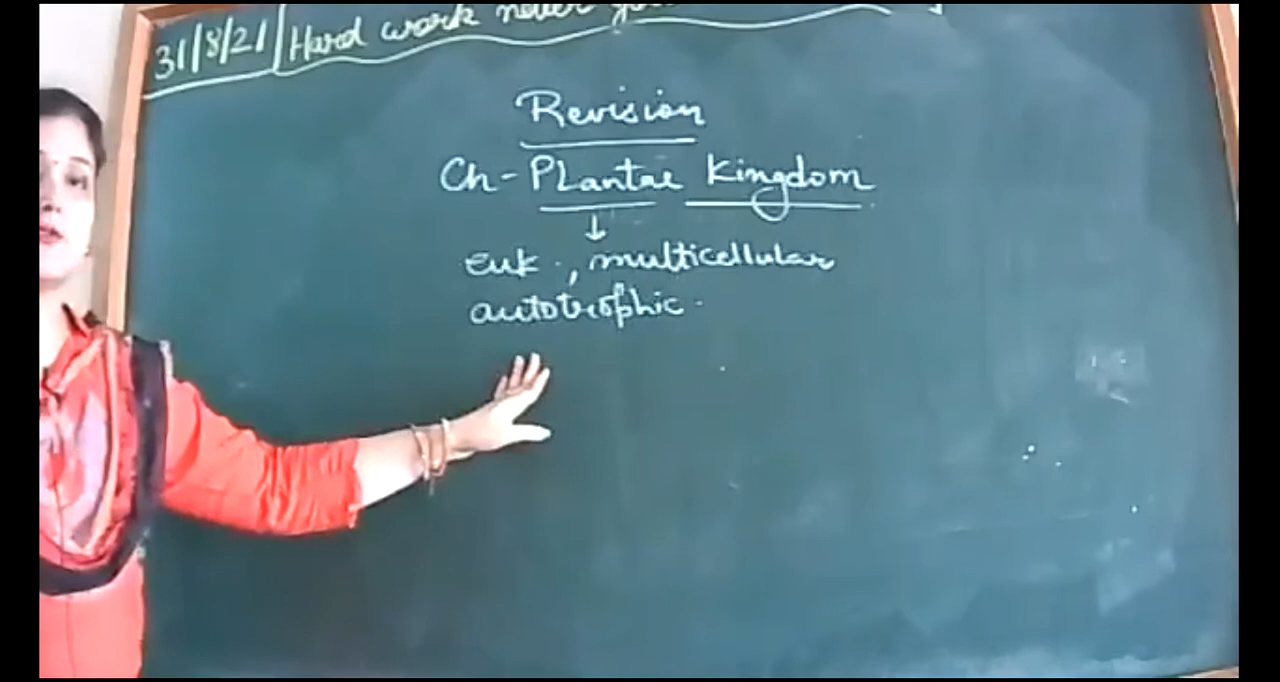 31/8/21 Hard work never
Revision
Ch- Plantae Kingdom
euk., multicellular
autotrophic.